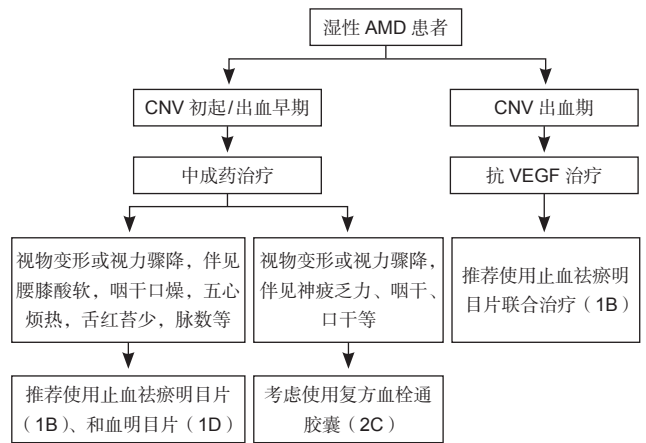 湿性 AMD 患者
CNV 初起/出血早期
CNV 出血期
中成药治疗
抗 VEGF 治疗
视物变形或视力骤降，伴见
腰膝酸软，咽干口燥，五心
烦热，舌红苔少，脉数等
视物变形或视力骤降，
伴见神疲乏力、咽干、
口干等
推荐使用止血祛瘀明
目片联合治疗（1B）
推荐使用止血祛瘀明目片
（1B）、和血明目片（1D）
考虑使用复方血栓通
胶囊（2C）